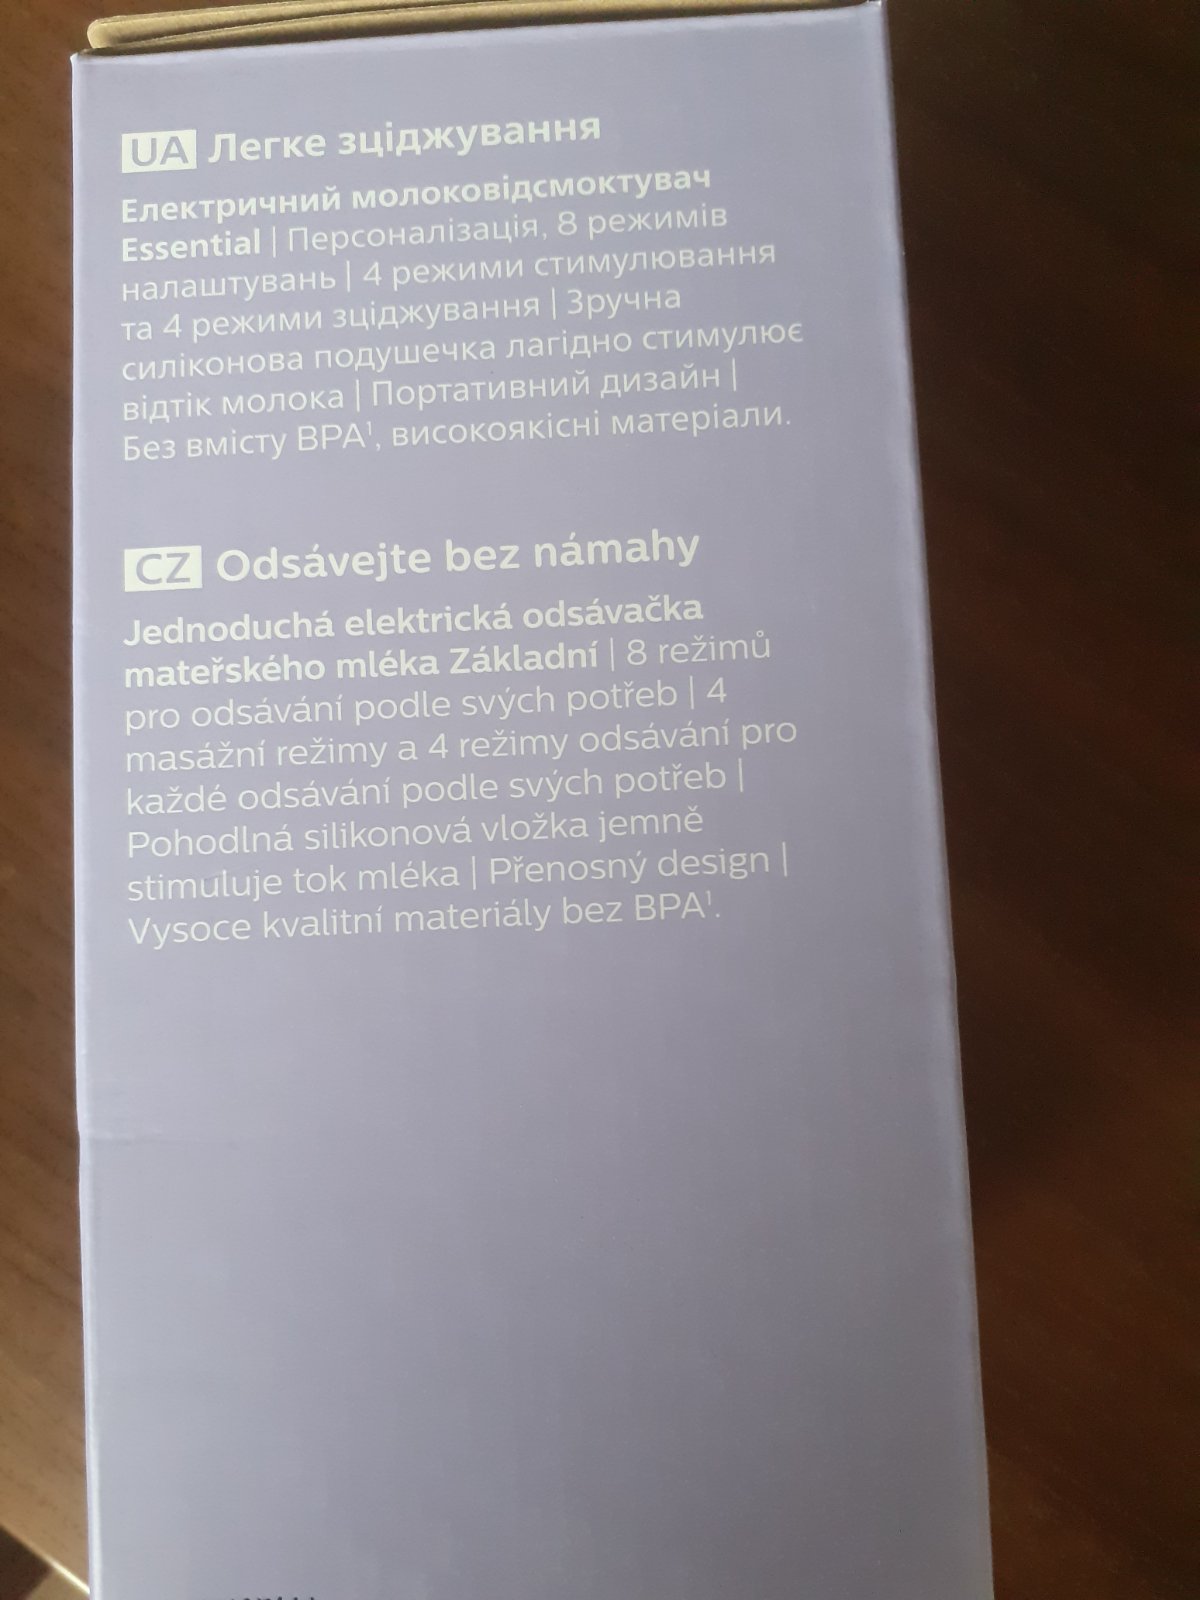 UA Легке зціджування
Електричний молоковідсмоктувач
Essential | Персоналізація, 8 режимів
налаштувань | 4 режими стимулювання
та 4 режими зціджування | Зручна
силіконова подушечка лагідно стимулює
відтік молока | Портативний дизайн |
Без вмісту BPA¹, високоякісні матеріали.
CZ Odsávejte bez námahy
Jednoduchá elektrická odsávačka
mateřského mléka Základní | 8 režimů
pro odsávání podle svých potřeb | 4
masážní režimy a 4 režimy odsávání pro
každé odsávání podle svých potřeb |
Pohodlná silikonová vložka jemně
stimuluje tok mléka | Přenosný design |
Vysoce kvalitní materiály bez BPA¹.